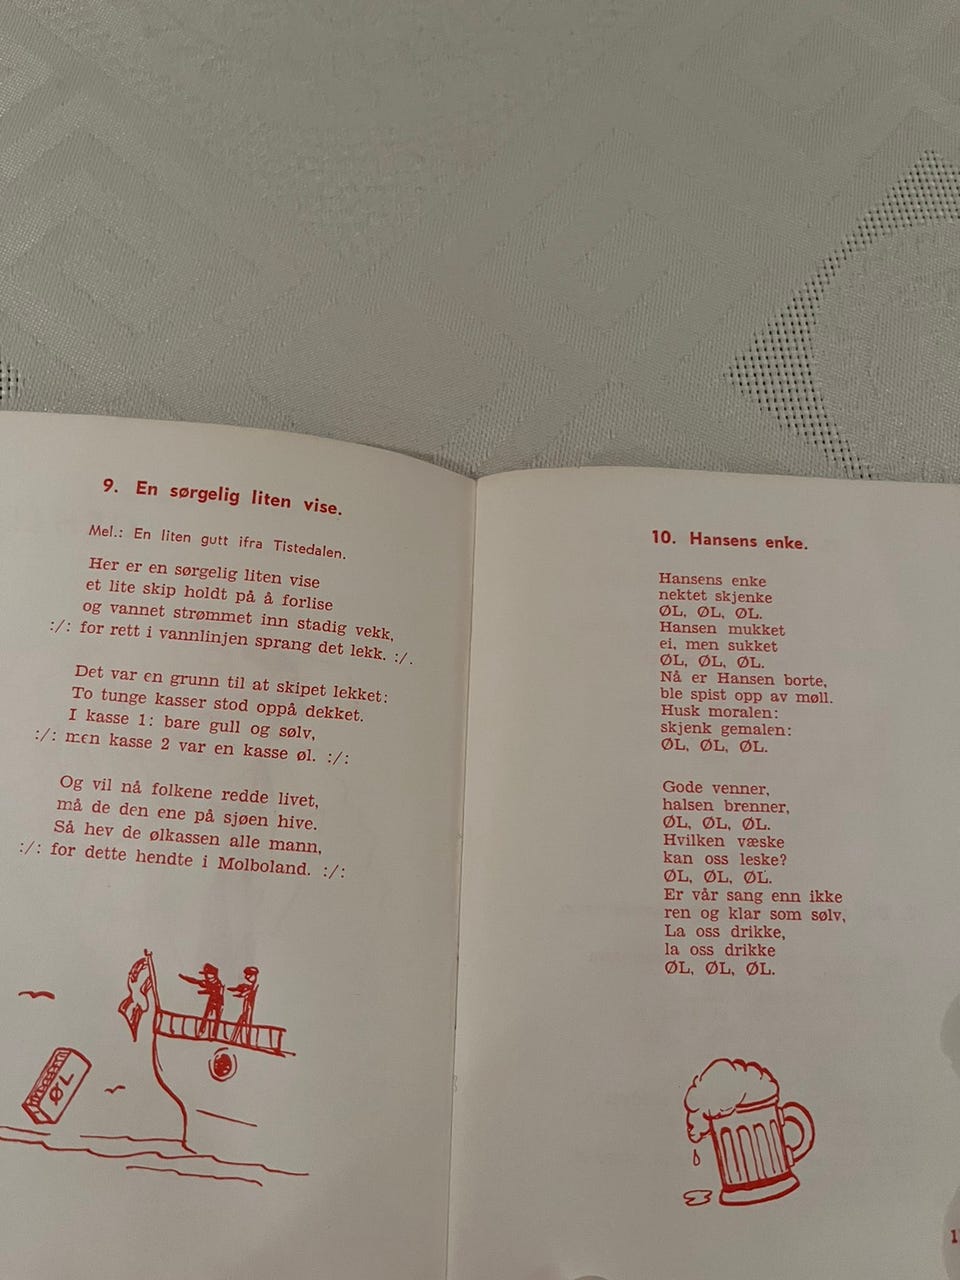 9. En sørgelig liten vise.
Mel.: En liten gutt ifra Tistedalen.
Her er en sørgelig liten vise
et lite skip holdt på å forlise
og vannet strømmet inn stadig vekk,
:/: for rett i vannlinjen sprang det lekk. :/.
Det var en grunn til at skipet lekket:
To tunge kasser stod oppå dekket.
I kasse 1: bare gull og sølv,
:/: men kasse 2 var en kasse øl. :/:
Og vil nå folkene redde livet,
må de den ene på sjøen hive.
Så hev de ølkassen alle mann,
:/: for dette hendte i Molboland. :/:
ØL
10. Hansens enke.
Hansens enke
nektet skjenke
ØL, ØL, ØL.
Hansen mukket
ei, men sukket
ØL, ØL, ØL.
Nå er Hansen borte,
ble spist opp av møll.
Husk moralen:
skjenk gemalen:
ØL, ØL, ØL.
Gode venner,
halsen brenner,
ØL, ØL, ØL.
Hvilken væske
kan oss leske?
ØL, ØL, ØL.
Er vår sang enn ikke
ren og klar som sølv,
La oss drikke,
la oss drikke
ØL, ØL, ØL.